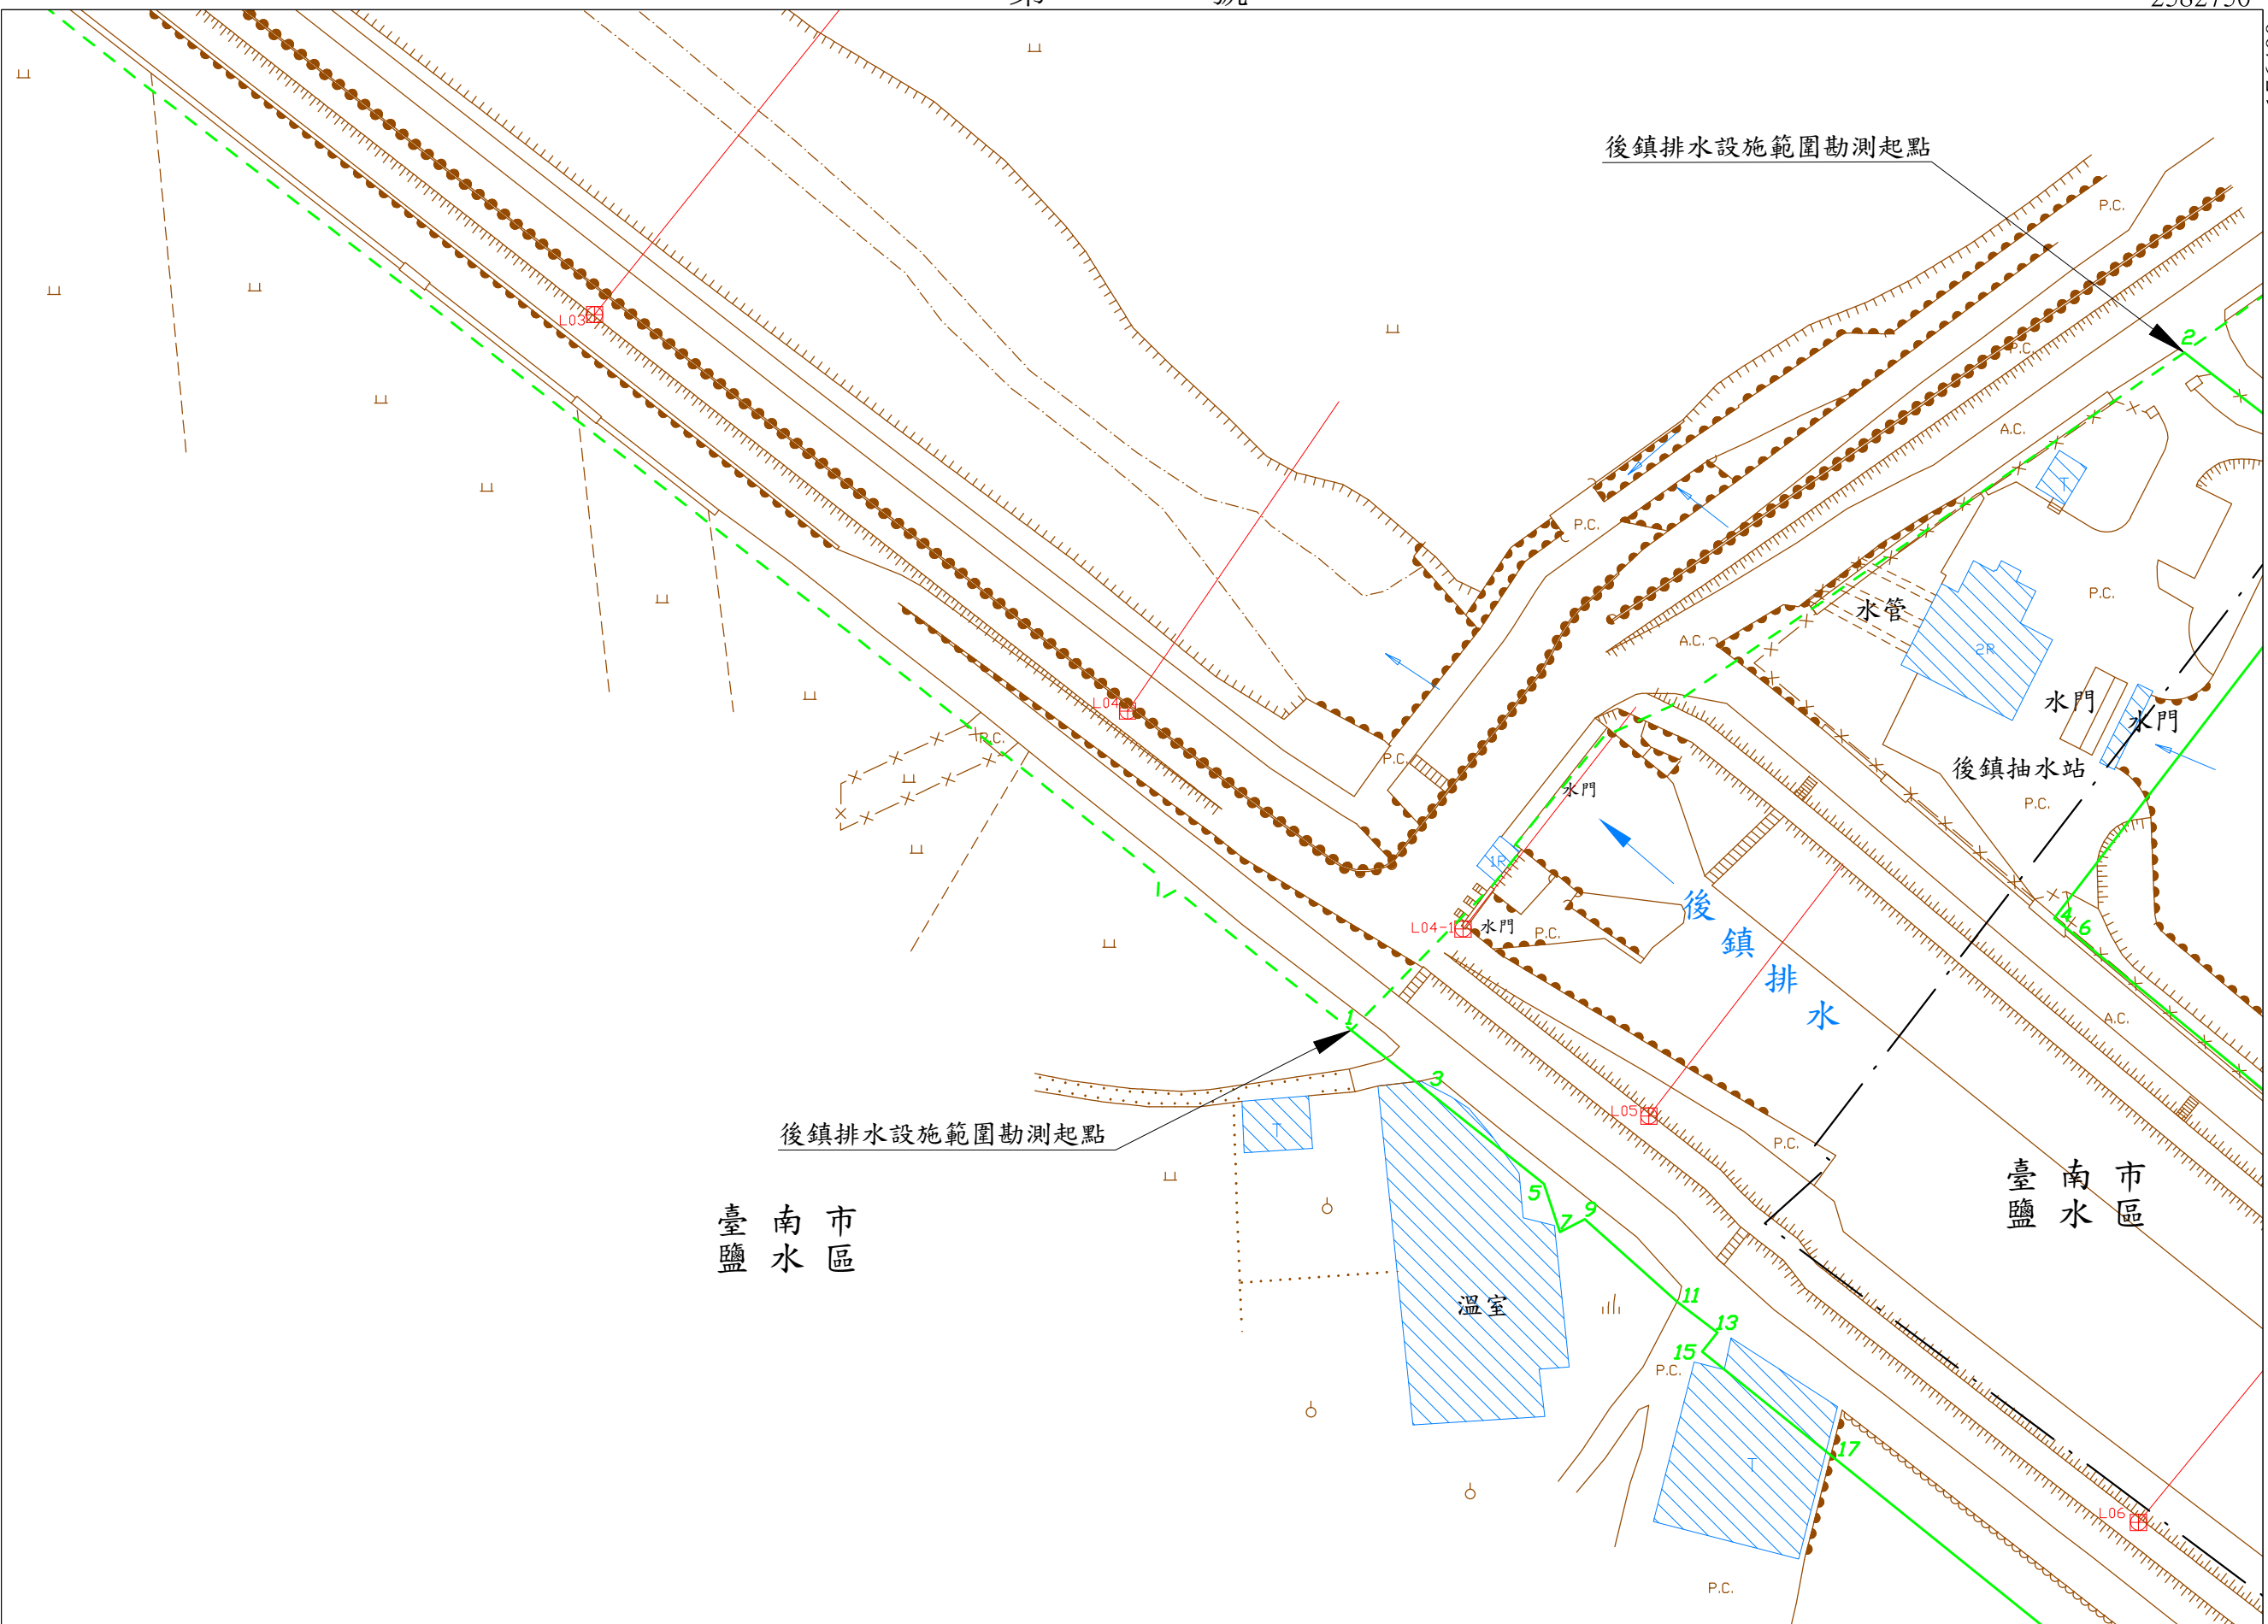 後鎮排水設施範圍勘測起點
P.C.
2
P.C.
L03
A.C.
T
P.C.
P.C.
水管
A.C.
2R
L04
水門
水門
P.C.
P.C.
後鎮抽水站
水門
P.C.
1R
後鎮排水
4
6
L04-1
水門
P.C.
1
A.C.
3
L05
後鎮排水設施範圍勘測起點
T
P.C.
臺南市
鹽水區
臺南市
鹽水區
5
7
9
溫室
11
13
15
P.C.
17
T
L06
P.C.